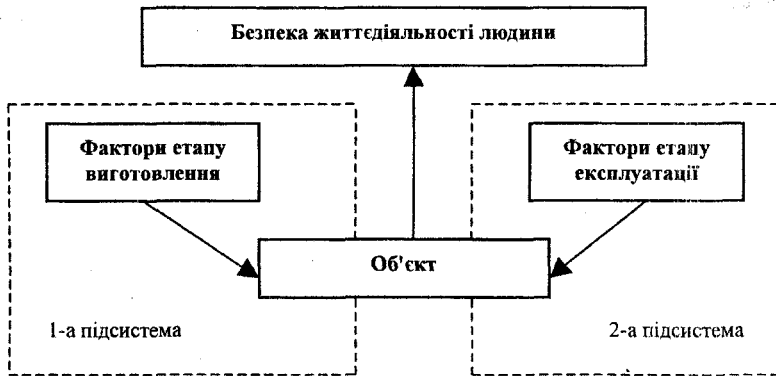 Безпека життєдіяльності людини
Фактори етапу
виготовлення
Фактори етапу
експлуатації
Об'єкт
1-а підсистема
2-а підсистема